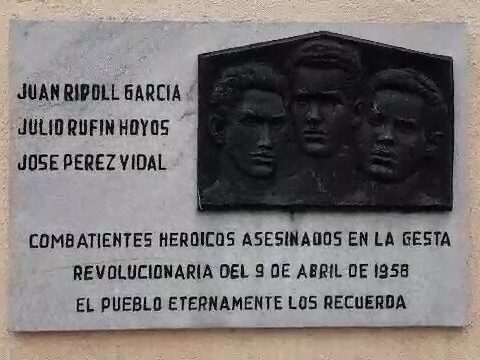 JUAN RIPOLL GARCIA
JULIO RUFIN HOYOS
JOSE PEREZ VIDAL
COMBATIENTES HEROICOS ASESINADOS EN LA GESTA
REVOLUCIONARIA DEL 9 DE ABRIL DE 1958
EL PUEBLO ETERNAMENTE LOS RECUERDA